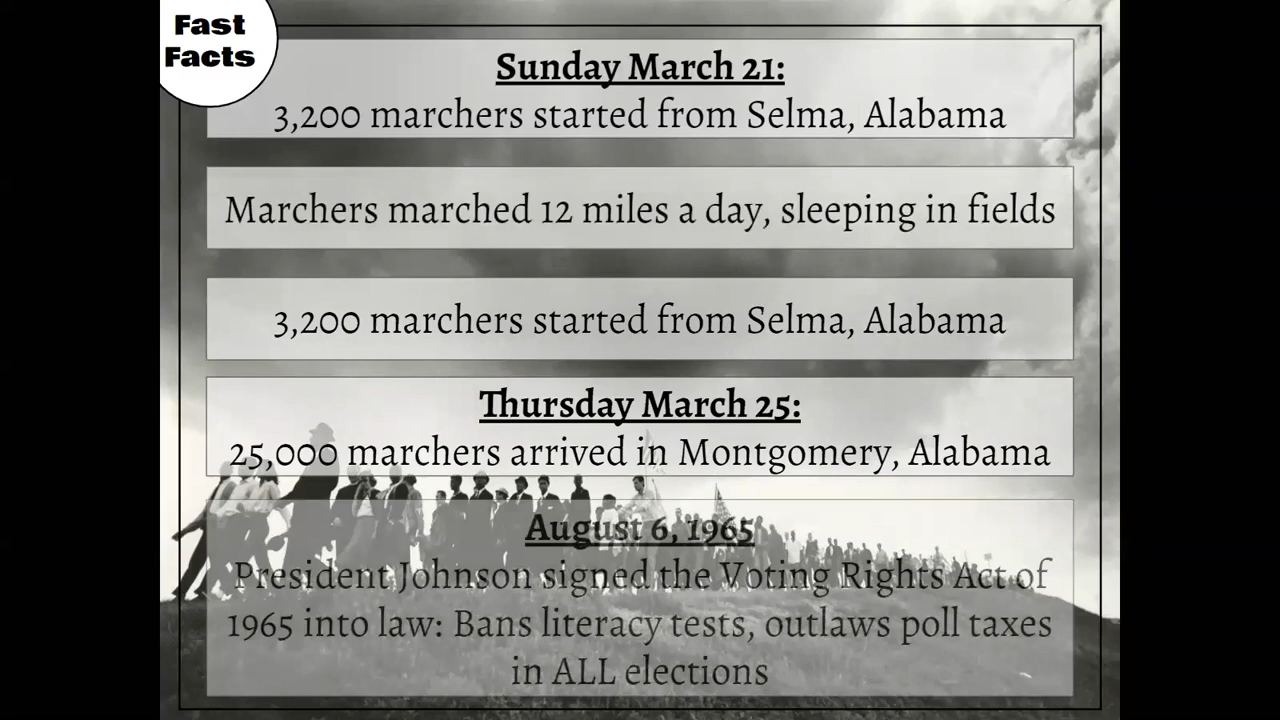 Fast
Facts
Sunday March 21:
3,200 marchers started from Selma, Alabama
Marchers marched 12 miles a day, sleeping in fields
3,200 marchers started from Selma, Alabama
Thursday March 25:
25,000 marchers arrived in Montgomery, Alabama
August 6, 1965
President Johnson signed the Voting Rights Act of
1965 into law: Bans literacy tests, outlaws poll taxes
in ALL elections